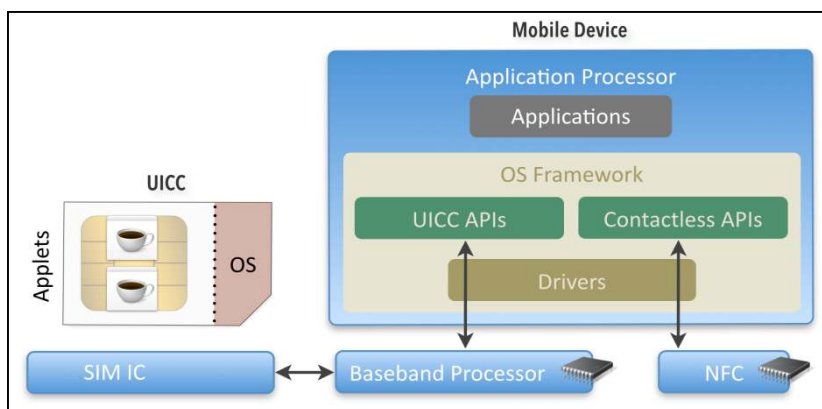 Mobile Device
Application Processor
Applications
OS Framework
UICC APIs
Contactless APIs
Drivers
UICC
Applets
OS
SIM IC
Baseband Processor
NFC